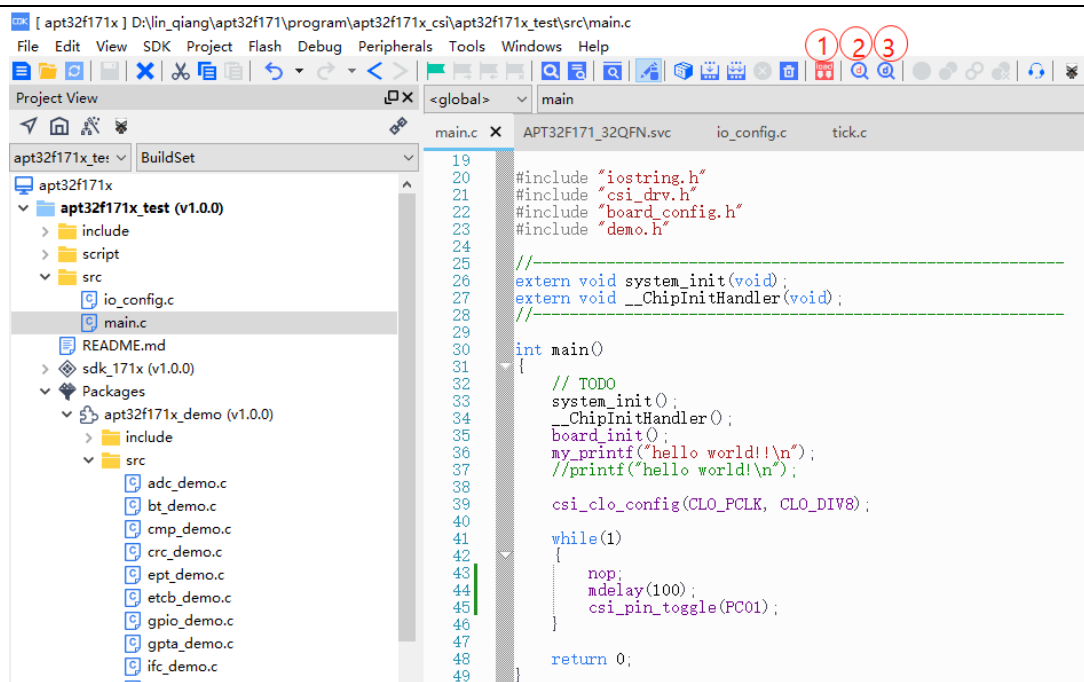 [ apt32f171x ] D:\lin_qiang\apt32f171\program\apt32f171x_csi\apt32f171x_test\src\main.c
File Edit View SDK Project Flash Debug Peripherals Tools Windows Help
1 2 3
load d d
Project View
<global> main
main.c APT32F171_32QFN.svc io_config.c tick.c
apt32f171x_te: BuildSet
apt32f171x
apt32f171x_test (v1.0.0)
include
script
src
io_config.c
main.c
README.md
sdk_171x (v1.0.0)
Packages
apt32f171x_demo (v1.0.0)
include
src
adc_demo.c
bt_demo.c
cmp_demo.c
crc_demo.c
ept_demo.c
etcb_demo.c
gpio_demo.c
gpta_demo.c
ifc_demo.c
19
20 #include "iostring.h"
21 #include "csi_drv.h"
22 #include "board_config.h"
23 #include "demo.h"
24
25 //------------------------------------------------------------
26 extern void system_init(void);
27 extern void __ChipInitHandler(void);
28 //------------------------------------------------------------
29
30 int main()
31 {
32 // TODO
33 system_init();
34 __ChipInitHandler();
35 board_init();
36 my_printf("hello world!!\n");
37 //printf("hello world!\n");
38
39 csi_clo_config(CLO_PCLK, CLO_DIV8);
40
41 while(1)
42 {
43 nop;
44 mdelay(100);
45 csi_pin_toggle(PC01);
46 }
47
48 return 0;
49 }